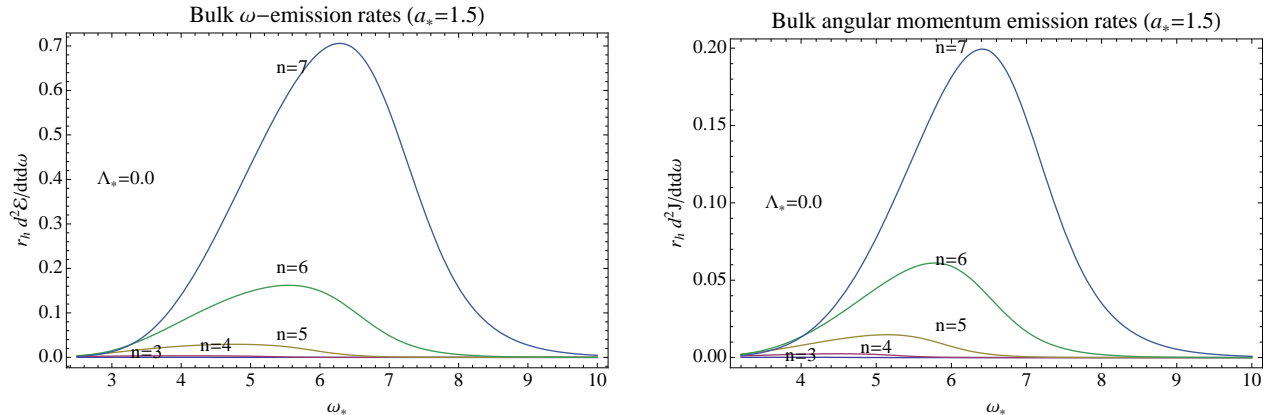 Bulk ω−emission rates (a*=1.5)
r_h d²ℰ/dtdω
0.7
0.6
0.5
0.4
0.3
0.2
0.1
0.0
n=7
Λ*=0.0
n=6
n=5
n=4
n=3
3 4 5 6 7 8 9 10
ω*
Bulk angular momentum emission rates (a*=1.5)
r_h d²J/dtdω
0.20
0.15
0.10
0.05
0.00
n=7
Λ*=0.0
n=6
n=5
n=4
n=3
4 5 6 7 8 9 10
ω*